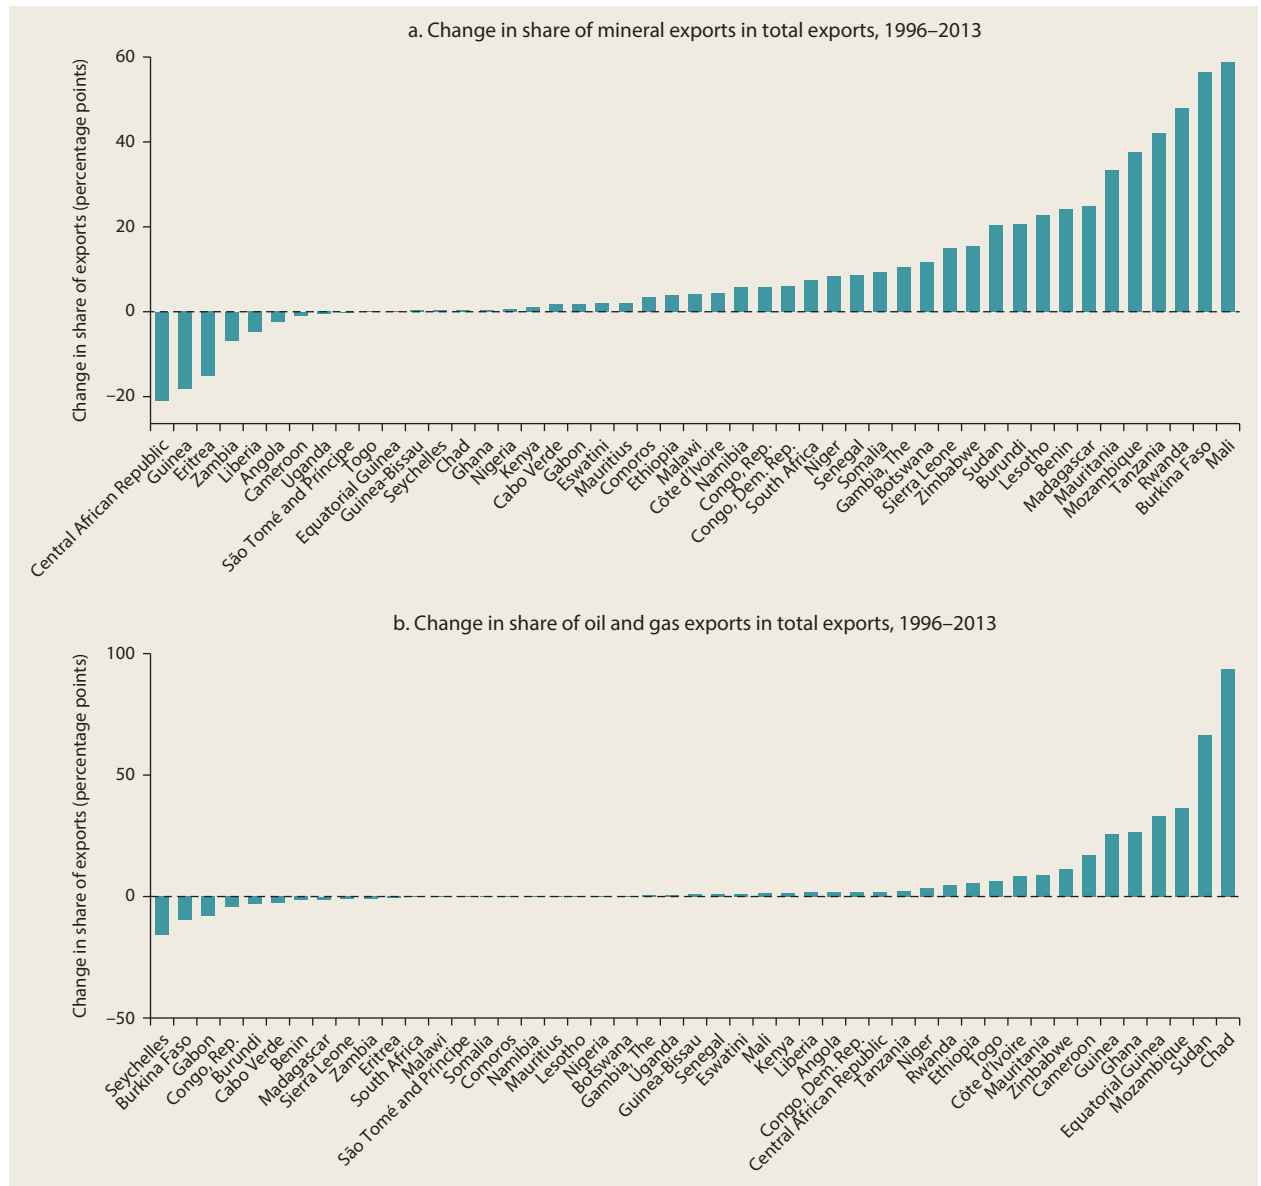 a. Change in share of mineral exports in total exports, 1996–2013
Change in share of exports (percentage points)
60
40
20
0
–20
Central African Republic
Guinea
Eritrea
Zambia
Liberia
Angola
Cameroon
Uganda
São Tomé and Príncipe
Togo
Equatorial Guinea
Guinea-Bissau
Seychelles
Chad
Ghana
Nigeria
Kenya
Cabo Verde
Gabon
Eswatini
Mauritius
Comoros
Ethiopia
Malawi
Côte d'Ivoire
Namibia
Congo, Rep.
Congo, Dem. Rep.
South Africa
Niger
Senegal
Somalia
Gambia, The
Botswana
Sierra Leone
Zimbabwe
Sudan
Burundi
Lesotho
Benin
Madagascar
Mauritania
Mozambique
Tanzania
Rwanda
Burkina Faso
Mali
b. Change in share of oil and gas exports in total exports, 1996–2013
Change in share of exports (percentage points)
100
50
0
–50
Seychelles
Burkina Faso
Gabon
Congo, Rep.
Burundi
Cabo Verde
Benin
Madagascar
Sierra Leone
Zambia
Eritrea
South Africa
Malawi
São Tomé and Príncipe
Somalia
Comoros
Namibia
Mauritius
Lesotho
Nigeria
Botswana
Gambia, The
Uganda
Guinea-Bissau
Senegal
Eswatini
Mali
Kenya
Liberia
Angola
Congo, Dem. Rep.
Central African Republic
Tanzania
Niger
Rwanda
Ethiopia
Togo
Côte d'Ivoire
Mauritania
Zimbabwe
Cameroon
Guinea
Ghana
Equatorial Guinea
Mozambique
Sudan
Chad